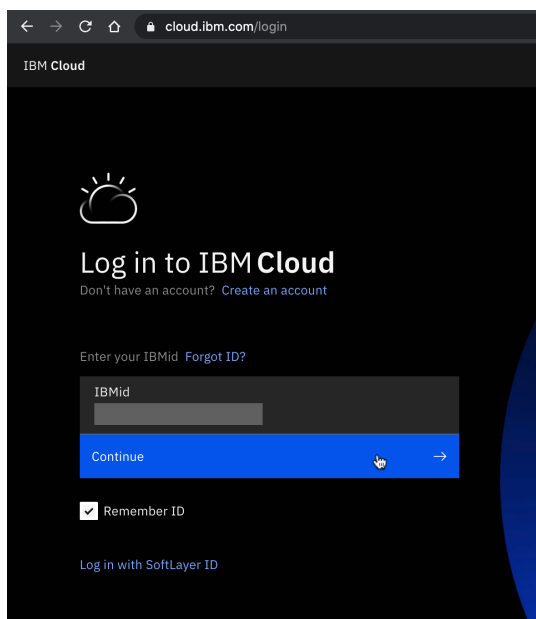 cloud.ibm.com/login
IBM Cloud
Log in to IBM Cloud
Don't have an account? Create an account
Enter your IBMid Forgot ID?
IBMid
Continue
Remember ID
Log in with SoftLayer ID